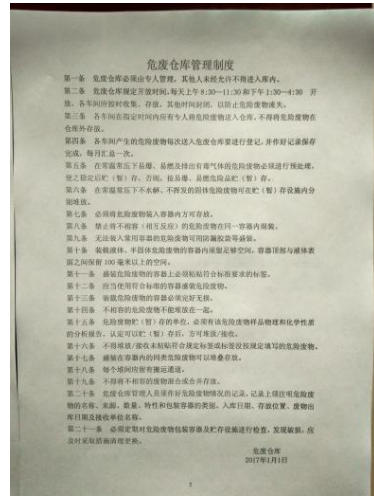 危废仓库管理制度
第一条 危废仓库必须由专人管理，其他人未经允许不得进入库内。
第二条 危废仓库规定开放时间，每天上午8:30—11:30和下午1:30—4:30 开
放，各车间应按时收集、存放，其他时间封闭，以防止危险废物流失。
第三条 各车间在指定时间内应有专人将危险废物送入仓库，不得将危险废物在
仓库外存放。
第四条 各车间产生的危险废物每次送入危废仓库要进行登记，并作好记录保存
完成，每月汇总一次。
第五条 在常温常压下易爆、易燃及排出有毒气体的危险废物必须进行预处理，
使之稳定后贮（暂）存，否则，按易爆、易燃危险品贮（暂）存。
第六条 在常温常压下不水解、不挥发的固体危险废物可在贮（暂）存设施内分
别堆放。
第七条 必须将危险废物装入容器内方可存放。
第八条 禁止将不相容（相互反应）的危险废物在同一容器内混装。
第九条 无法装入常用容器的危险废物可用防漏胶袋等盛装。
第十条 装载液体、半固体危险废物的容器内须留足够空间，容器顶部与液体表
面之间保留100毫米以上的空间。
第十一条 盛装危险废物的容器上必须粘贴符合标准要求的标签。
第十二条 应当使用符合标准的容器盛装危险废物。
第十三条 装载危险废物的容器必须完好无损。
第十四条 不相容的危险废物不能堆放在一起。
第十五条 危险废物贮（暂）存的单位，必须有该危险废物样品物理和化学性质
的分析报告，认定可以贮（暂）存后，方可接收。
第十六条 不得堆放/接收未粘贴符合规定标签或标签没按规定填写的危险废物。
第十七条 盛装在容器内的同类危险废物可以堆叠存放。
第十八条 每个堆间应留有搬运通道。
第十九条 不得将不相容的废物混合或合并存放。
第二十条 危废仓库管理人员须作好危险废物情况的记录，记录上须注明危险废
物的名称、来源、数量、特性和包装容器的类别、入库日期、存放位置、废物出
库日期及接收单位名称。
第二十一条 必须定期对危险废物包装容器及贮存设施进行检查，发现破损，应
及时采取措施清理更换。
危废仓库
2017年1月1日